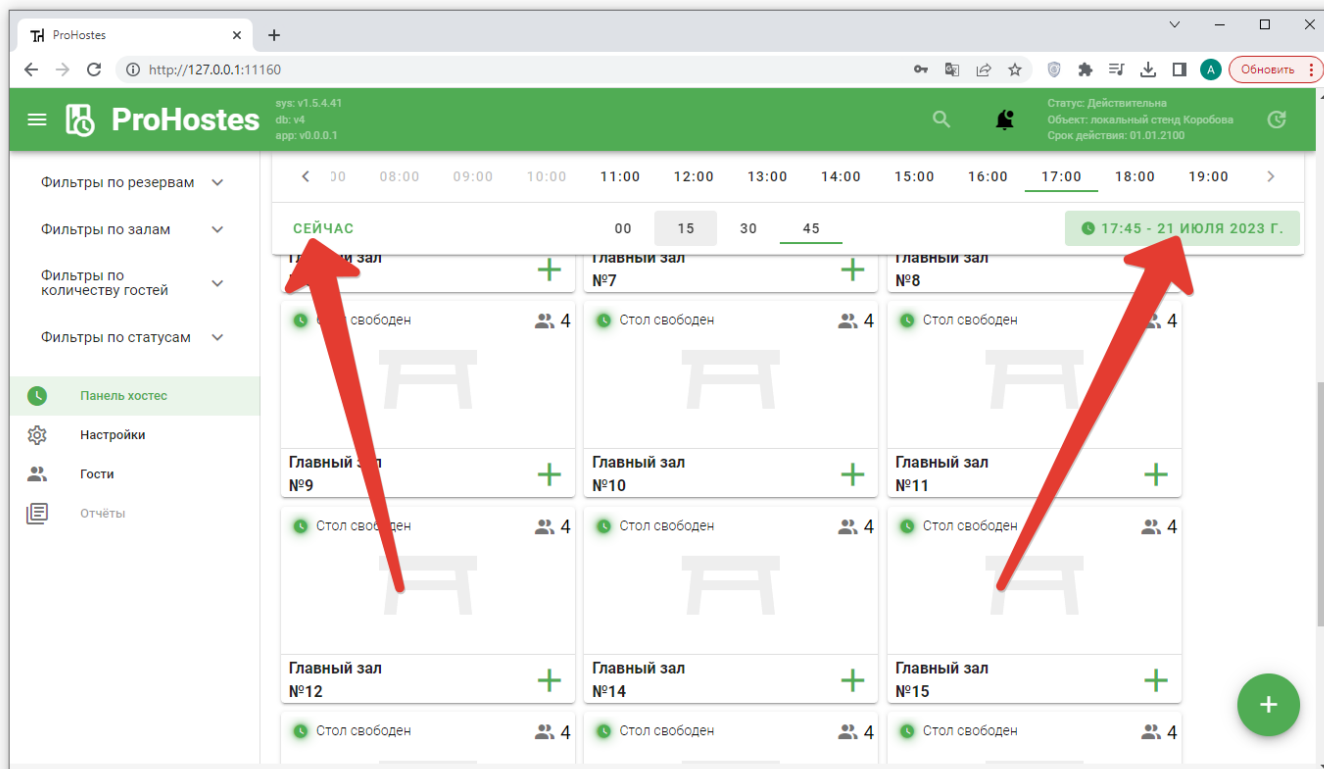 ProHostes
http://127.0.0.1:11160
Обновить
A
ProHostes
sys: v1.5.4.41
db: v4
app: v0.0.0.1
Статус: Действительна
Объект: локальный стенд Коробова
Срок действия: 01.01.2100
Фильтры по резервам
Фильтры по залам
Фильтры по
количеству гостей
Фильтры по статусам
Панель хостес
Настройки
Гости
Отчёты
08:00 09:00 10:00 11:00 12:00 13:00 14:00 15:00 16:00 17:00 18:00 19:00
СЕЙЧАС 00 15 30 45 17:45 - 21 ИЮЛЯ 2023 Г.
Главный зал Главный зал Главный зал
№7 №8
Стол свободен 4 Стол свободен 4 Стол свободен 4
Главный зал Главный зал Главный зал
№9 №10 №11
Стол свободен 4 Стол свободен 4 Стол свободен 4
Главный зал Главный зал Главный зал
№12 №14 №15
Стол свободен 4 Стол свободен 4 Стол свободен 4